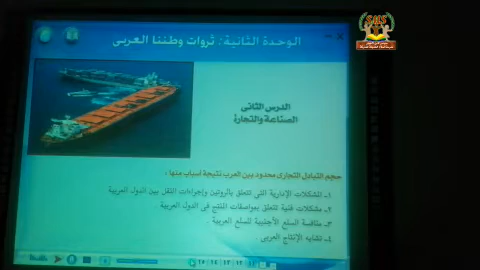 الوحدة الثانية: ثروات وطننا العربى
SMS
الدرس الثانى
الصناعة والتجارة
حجم التبادل التجارى محدود بين العرب نتيجة أسباب منها:
١- المشكلات الإدارية التى تتعلق بالروتين وإجراءات النقل بين الدول العربية
٢- مشكلات فنية تتعلق بمواصفات المنتج فى الدول العربية
٣- منافسة السلع الأجنبية للسلع العربية
٤- تشابه الإنتاج العربى